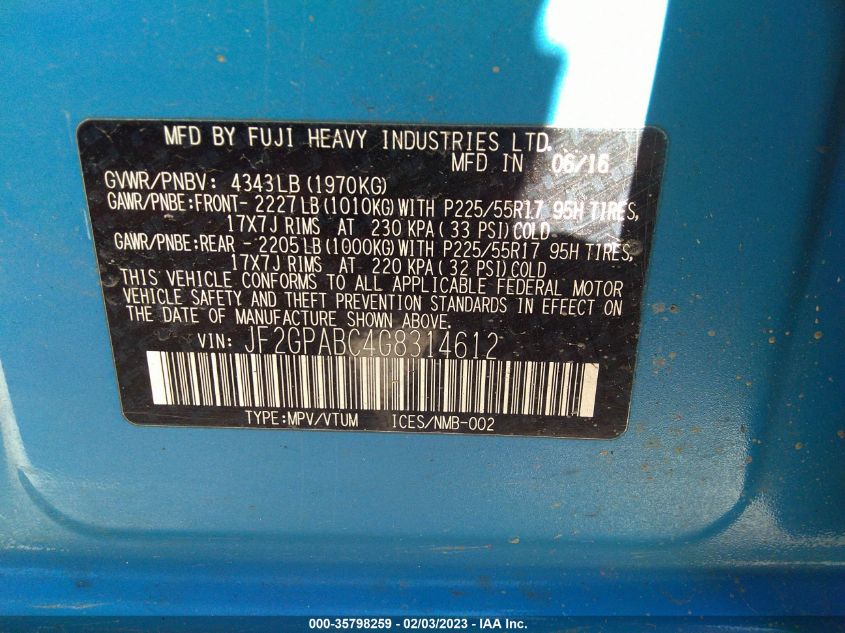 MFD BY FUJI HEAVY INDUSTRIES LTD.
MFD IN 06/16
GVWR/PNBV: 4343LB(1970KG)
GAWR/PNBE:FRONT- 2227LB(1010KG)WITH P225/55R17 95H TIRES,
17X7J RIMS AT 230 KPA(33 PSI)COLD
GAWR/PNBE:REAR - 2205LB(1000KG)WITH P225/55R17 95H TIRES,
17X7J RIMS AT 220 KPA(32 PSI)COLD
THIS VEHICLE CONFORMS TO ALL APPLICABLE FEDERAL MOTOR
VEHICLE SAFETY AND THEFT PREVENTION STANDARDS IN EFFECT ON
THE DATE OF MANUFACTURE SHOWN ABOVE.
VIN: JF2GPABC4G8314612
TYPE:MPV/VTUM ICES/NMB-002
000-35798259 - 02/03/2023 - IAA Inc.